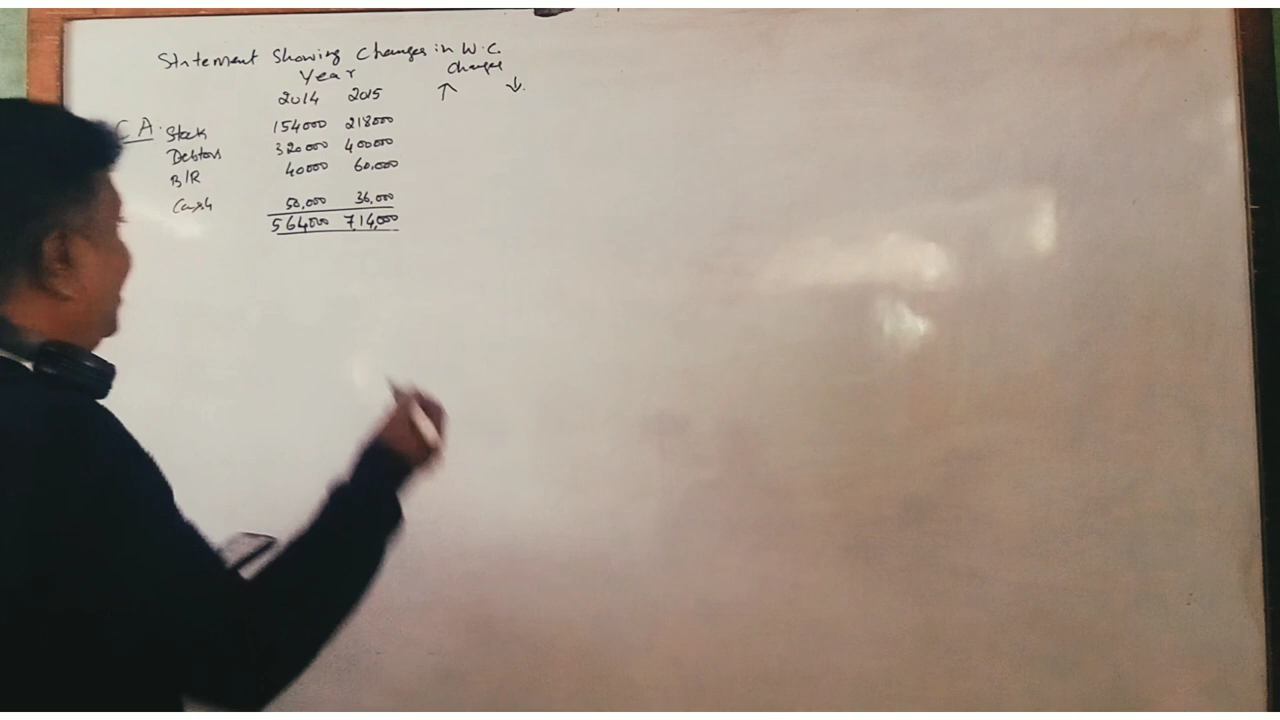 Statement Showing Changes in W.C.
Year Changes
2014 2015 ↑ ↓
CA. Stock 154000 218000
Debtors 320000 400000
B/R 40000 60,000
Cash 50,000 36,000
564000 714,000